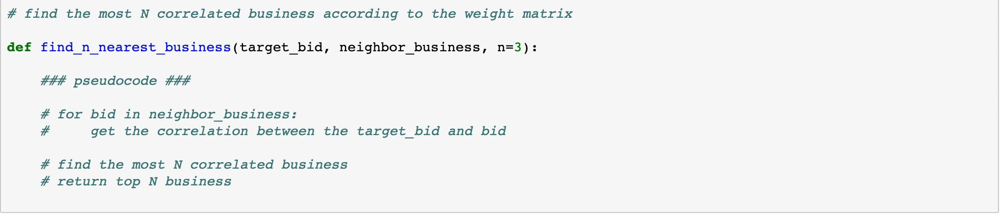 # find the most N correlated business according to the weight matrix
def find_n_nearest_business(target_bid, neighbor_business, n=3):
### pseudocode ###
# for bid in neighbor_business:
#     get the correlation between the target_bid and bid
# find the most N correlated business
# return top N business